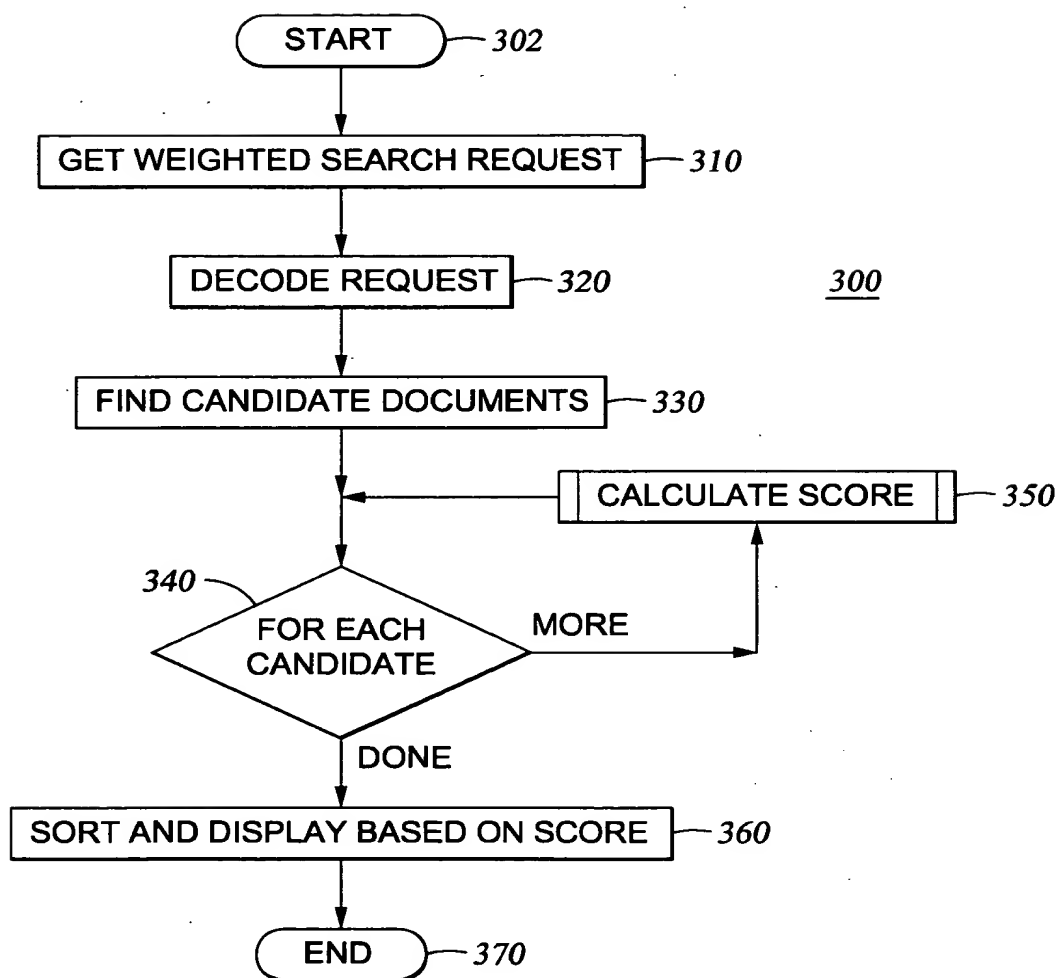 START
302
GET WEIGHTED SEARCH REQUEST
310
DECODE REQUEST
320
300
FIND CANDIDATE DOCUMENTS
330
CALCULATE SCORE
350
340
FOR EACH
CANDIDATE
MORE
DONE
SORT AND DISPLAY BASED ON SCORE
360
END
370